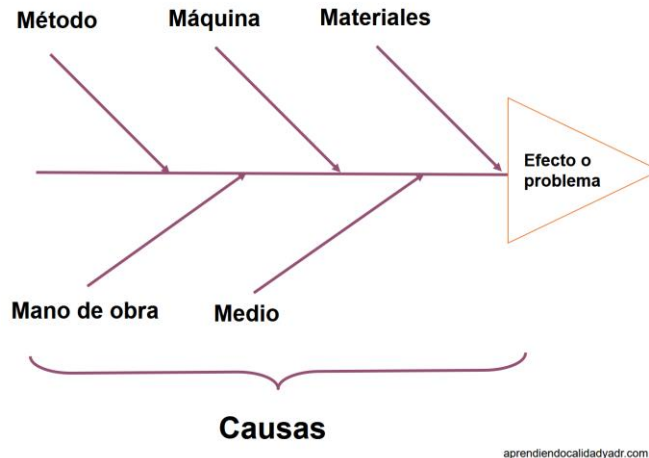 Método
Máquina
Materiales
Efecto o
problema
Mano de obra
Medio
Causas
aprendiendocalidadyadr.com